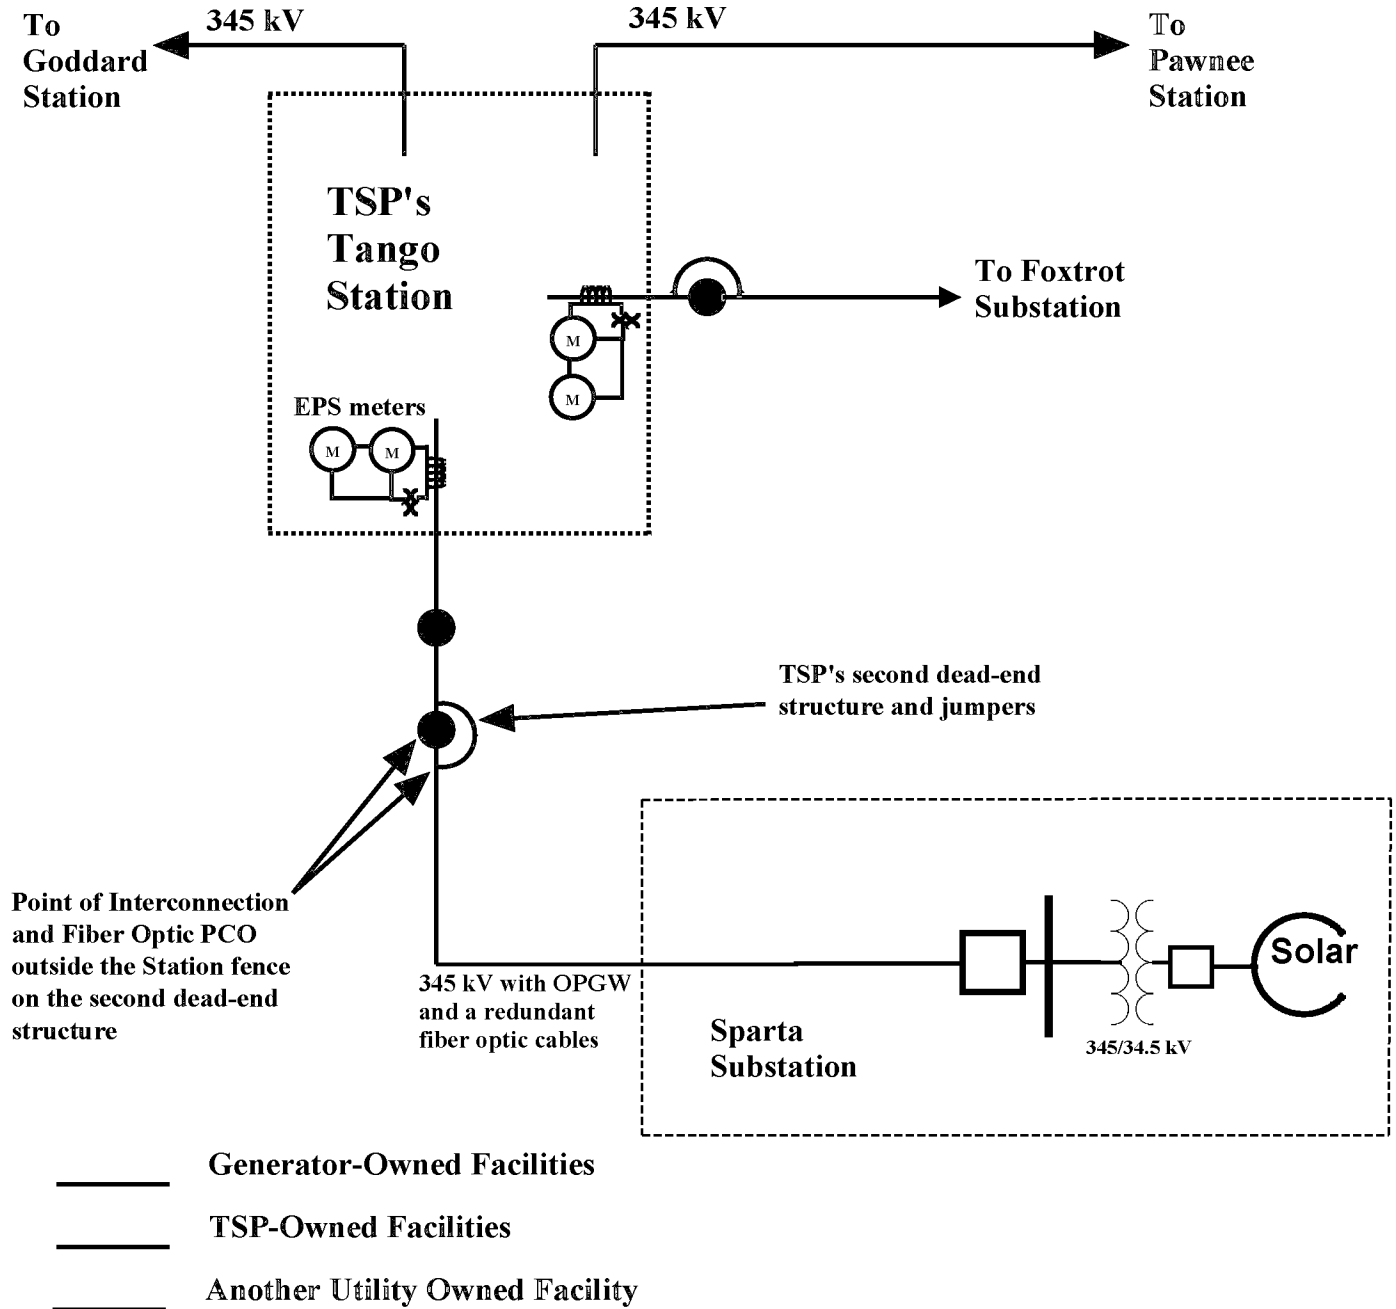 To
Goddard
Station
345 kV
345 kV
To
Pawnee
Station
TSP's
Tango
Station
To Foxtrot
Substation
M
M
EPS meters
M
M
TSP's second dead-end
structure and jumpers
Point of Interconnection
and Fiber Optic PCO
outside the Station fence
on the second dead-end
structure
345 kV with OPGW
and a redundant
fiber optic cables
Sparta
Substation
345/34.5 kV
Solar
Generator-Owned Facilities
TSP-Owned Facilities
Another Utility Owned Facility